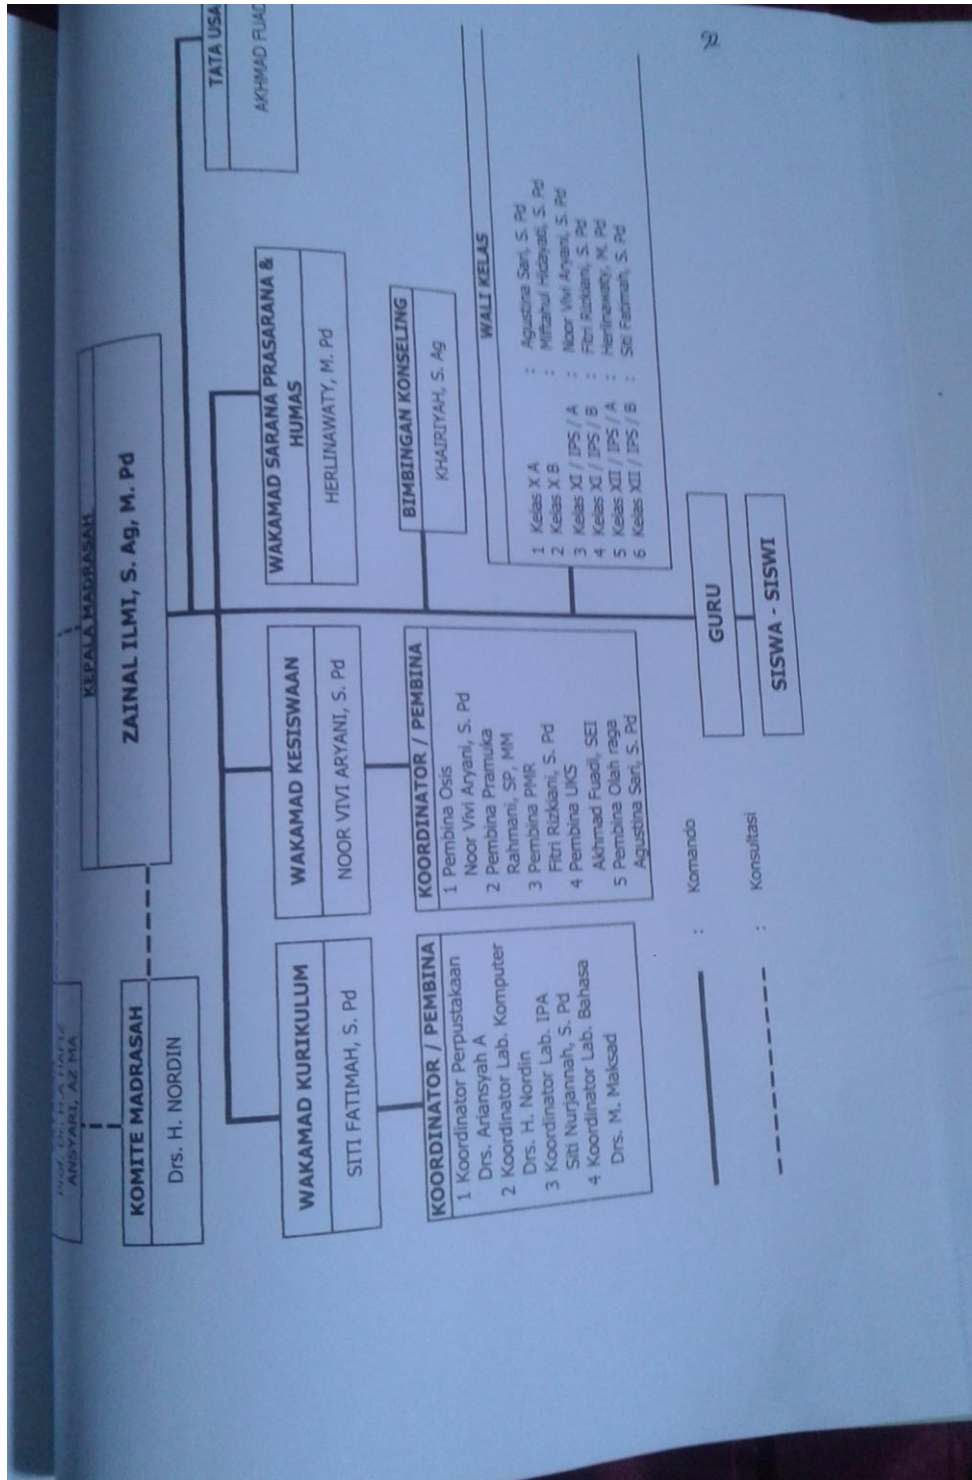 ANSYARI, AZ MA
KOMITE MADRASAH
Drs. H. NORDIN
KEPALA MADRASAH
ZAINAL ILMI, S. Ag, M. Pd
TATA USA
AKHMAD FUAD
WAKAMAD KURIKULUM
SITI FATIMAH, S. Pd
WAKAMAD KESISWAAN
NOOR VIVI ARYANI, S. Pd
WAKAMAD SARANA PRASARANA &
HUMAS
HERLINAWATY, M. Pd
KOORDINATOR / PEMBINA
1 Koordinator Perpustakaan
Drs. Ariansyah A
2 Koordinator Lab. Komputer
Drs. H. Nordin
3 Koordinator Lab. IPA
Siti Nurjannah, S. Pd
4 Koordinator Lab. Bahasa
Drs. M. Maksad
KOORDINATOR / PEMBINA
1 Pembina Osis
Noor Vivi Aryani, S. Pd
2 Pembina Pramuka
Rahmani, SP, MM
3 Pembina PMR
Fitri Rizkiani, S. Pd
4 Pembina UKS
Akhmad Fuadi, SEI
5 Pembina Olah raga
Agustina Sari, S. Pd
BIMBINGAN KONSELING
KHAIRIYAH, S. Ag
WALI KELAS
1 Kelas X A : Agustina Sari, S. Pd
2 Kelas X B : Miftahul Hidayati, S. Pd
3 Kelas XI / IPS / A : Noor Vivi Aryani, S. Pd
4 Kelas XI / IPS / B : Fitri Rizkiani, S. Pd
5 Kelas XII / IPS / A : Herlinawaty, M. Pd
6 Kelas XII / IPS / B : Siti Fatimah, S. Pd
GURU
SISWA - SISWI
: Komando
: Konsultasi